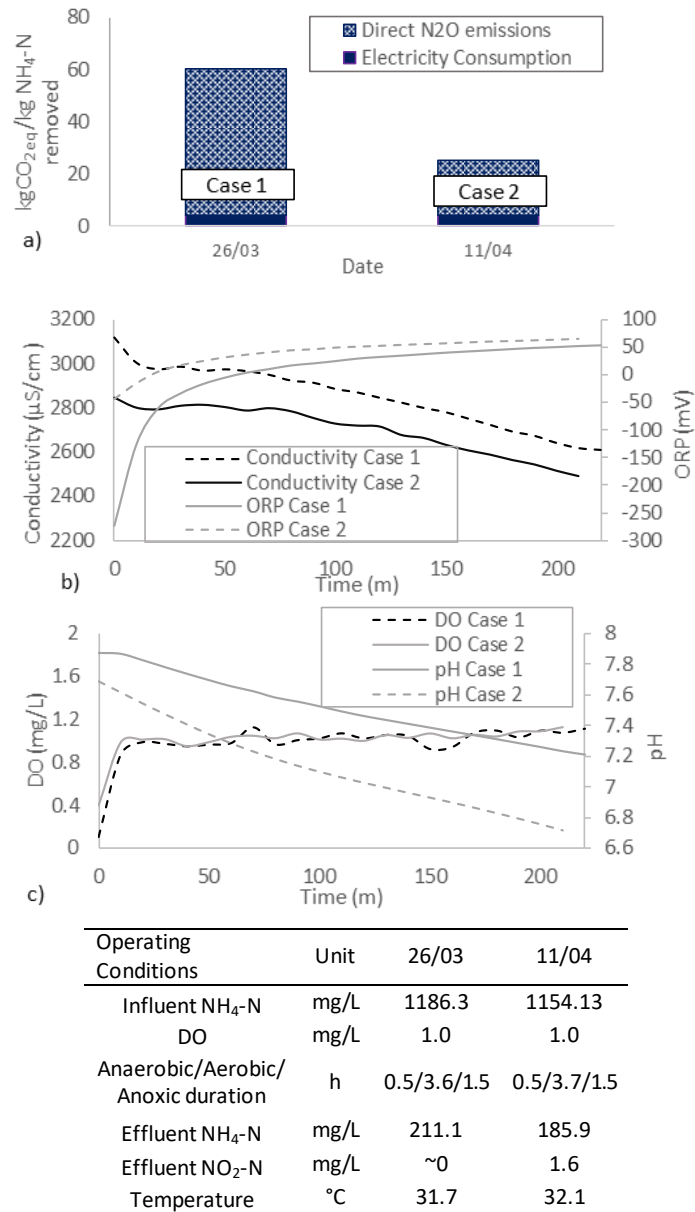 80
60
40
20
0
kgCO2eq/kg NH4-N
removed
Direct N2O emissions
Electricity Consumption
Case 1
Case 2
26/03
11/04
Date
a)
3200
3000
2800
2600
2400
2200
Conductivity (μS/cm)
100
50
0
-50
-100
-150
-200
-250
-300
ORP (mV)
Conductivity Case 1
Conductivity Case 2
ORP Case 1
ORP Case 2
0 50 100 150 200
Time (m)
b)
2
1.6
1.2
0.8
0.4
0
DO (mg/L)
DO Case 1
DO Case 2
pH Case 1
pH Case 2
8
7.8
7.6
7.4
7.2
7
6.8
6.6
pH
0 50 100 150 200
Time (m)
c)
Operating Conditions Unit 26/03 11/04
Influent NH4-N mg/L 1186.3 1154.13
DO mg/L 1.0 1.0
Anaerobic/Aerobic/
Anoxic duration h 0.5/3.6/1.5 0.5/3.7/1.5
Effluent NH4-N mg/L 211.1 185.9
Effluent NO2-N mg/L ~0 1.6
Temperature °C 31.7 32.1